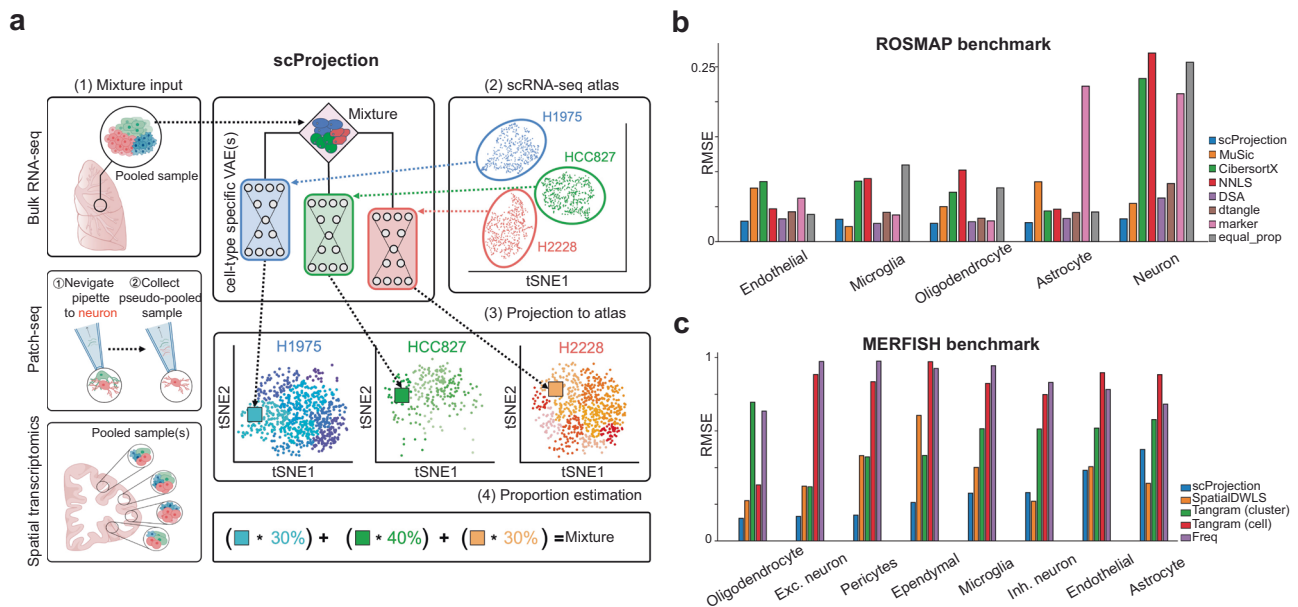 a
scProjection
(1) Mixture input
(2) scRNA-seq atlas
Bulk RNA-seq
Pooled sample
cell-type specific VAE(s)
Mixture
H1975
HCC827
H2228
tSNE1
Patch-seq
①Nevigate
pipette
to neuron
②Collect
pseudo-pooled
sample
(3) Projection to atlas
H1975
HCC827
H2228
tSNE2
tSNE2
tSNE2
tSNE1
tSNE1
tSNE1
Spatial transcriptomics
Pooled sample(s)
(4) Proportion estimation
( * 30%) + ( * 40%) + ( * 30%) =Mixture
b
ROSMAP benchmark
0.25
RMSE
0
Endothelial
Microglia
Oligodendrocyte
Astrocyte
Neuron
scProjection
MuSic
CibersortX
NNLS
DSA
dtangle
marker
equal_prop
c
MERFISH benchmark
1
RMSE
0
Oligodendrocyte
Exc. neuron
Pericytes
Ependymal
Microglia
Inh. neuron
Endothelial
Astrocyte
scProjection
SpatialDWLS
Tangram (cluster)
Tangram (cell)
Freq